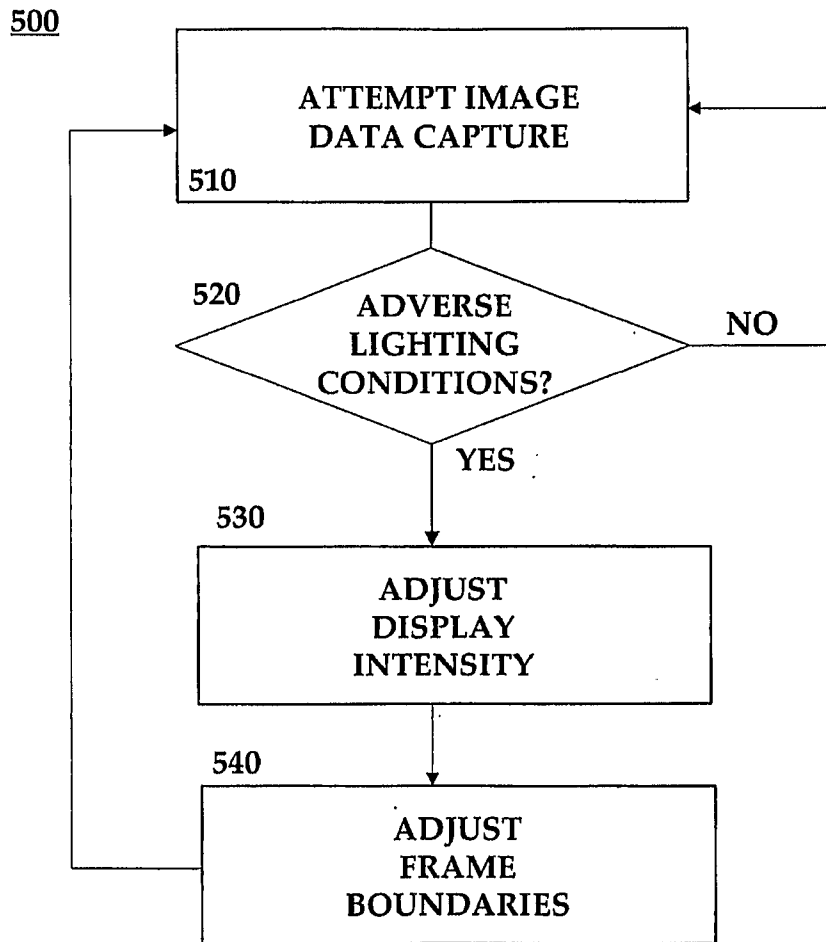 500
ATTEMPT IMAGE
DATA CAPTURE
510
520
ADVERSE
LIGHTING
CONDITIONS?
NO
YES
530
ADJUST
DISPLAY
INTENSITY
540
ADJUST
FRAME
BOUNDARIES